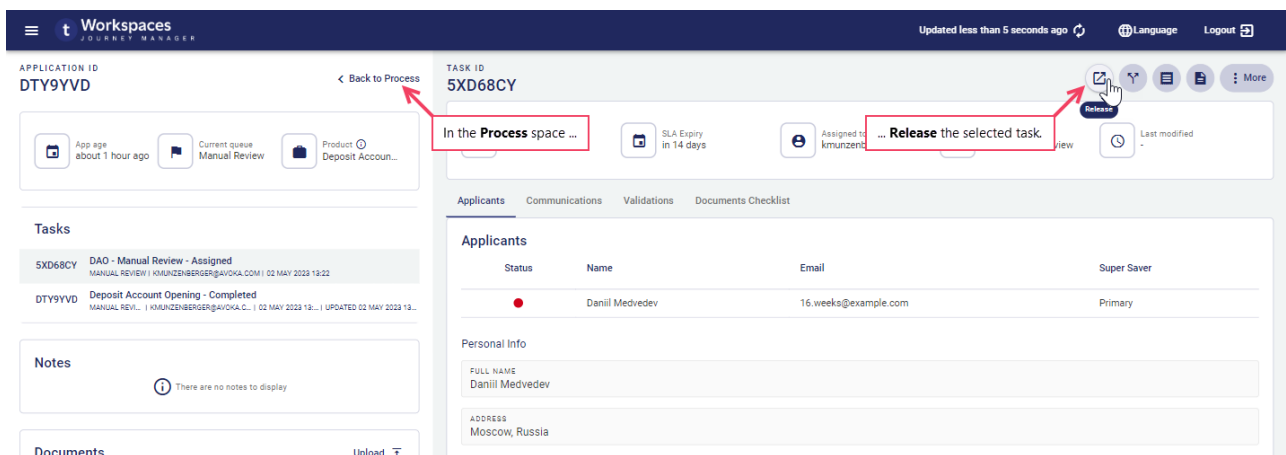 t Workspaces
JOURNEY MANAGER
Updated less than 5 seconds ago
Language
Logout
APPLICATION ID
DTY9YVD
Back to Process
TASK ID
5XD68CY
More
Release
In the Process space ...
... Release the selected task.
App age
about 1 hour ago
Current queue
Manual Review
Product
Deposit Accoun...
SLA Expiry
in 14 days
Assigned to
kmunzenb
view
Last modified
-
Applicants Communications Validations Documents Checklist
Tasks
5XD68CY
DAO - Manual Review - Assigned
MANUAL REVIEW | KMUNZENBERGER@AVOKA.COM | 02 MAY 2023 13:22
DTY9YVD
Deposit Account Opening - Completed
MANUAL REVI... | KMUNZENBERGER@AVOKA.C... | 02 MAY 2023 13:... | UPDATED 02 MAY 2023 13...
Notes
There are no notes to display
Documents
Upload
Applicants
Status Name Email Super Saver
Daniil Medvedev 16.weeks@example.com Primary
Personal Info
FULL NAME
Daniil Medvedev
ADDRESS
Moscow, Russia